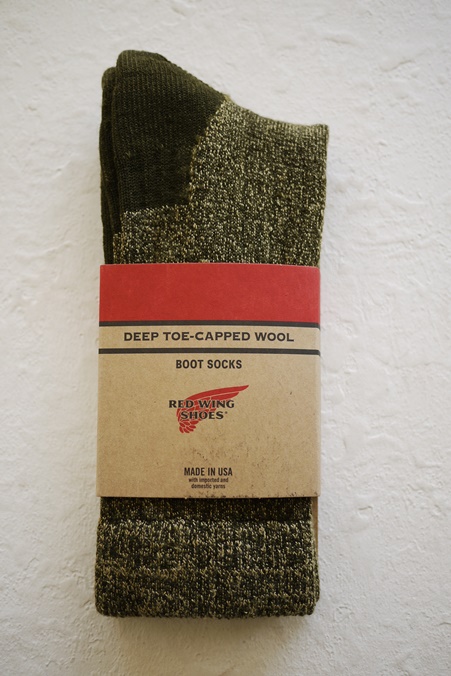 DEEP TOE-CAPPED WOOL
BOOT SOCKS
RED WING
SHOES
MADE IN USA
with imported and
domestic yarns